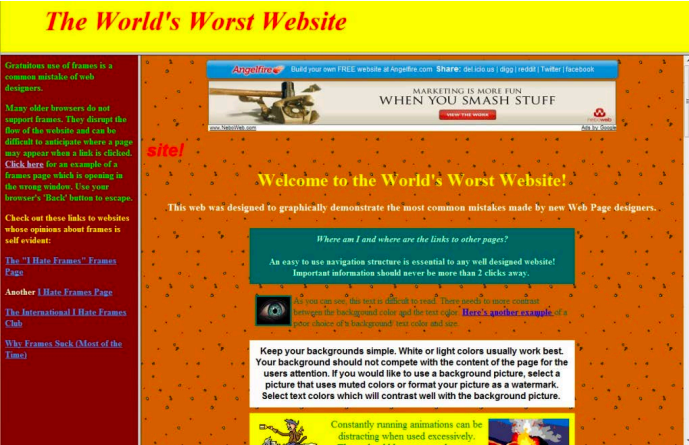 The World's Worst Website
Gratuitous use of frames is a
common mistake of web
designers.
Many older browsers do not
support frames. They disrupt the
flow of the website and can be
difficult to anticipate where a page
may appear when a link is clicked.
Click here for an example of a
frames page which is opening in
the wrong window. Use your
browser's 'Back' button to escape.
Check out these links to websites
whose opinions about frames is
self evident:
The "I Hate Frames" Frames
Page
Another I Hate Frames Page
The International I Hate Frames
Club
Why Frames Suck (Most of the
Time)
Angelfire Build your own FREE website at Angelfire.com Share: del.icio.us | digg | reddit | Twitter | facebook
MARKETING IS MORE FUN
WHEN YOU SMASH STUFF
VIEW THE WORK
neboweb
www.NeboWeb.com Ads by Google
site!
Welcome to the World's Worst Website!
This web was designed to graphically demonstrate the most common mistakes made by new Web Page designers.
Where am I and where are the links to other pages?
An easy to use navigation structure is essential to any well designed website!
Important information should never be more than 2 clicks away.
As you can see, this text is difficult to read. There needs to be more contrast
between the background color and the text color. Here's another example of a
poor choice of background/ text color and size.
Keep your backgrounds simple. White or light colors usually work best.
Your background should not compete with the content of the page for the
users attention. If you would like to use a background picture, select a
picture that uses muted colors or format your picture as a watermark.
Select text colors which will contrast well with the background picture.
Constantly running animations can be
distracting when used excessively.